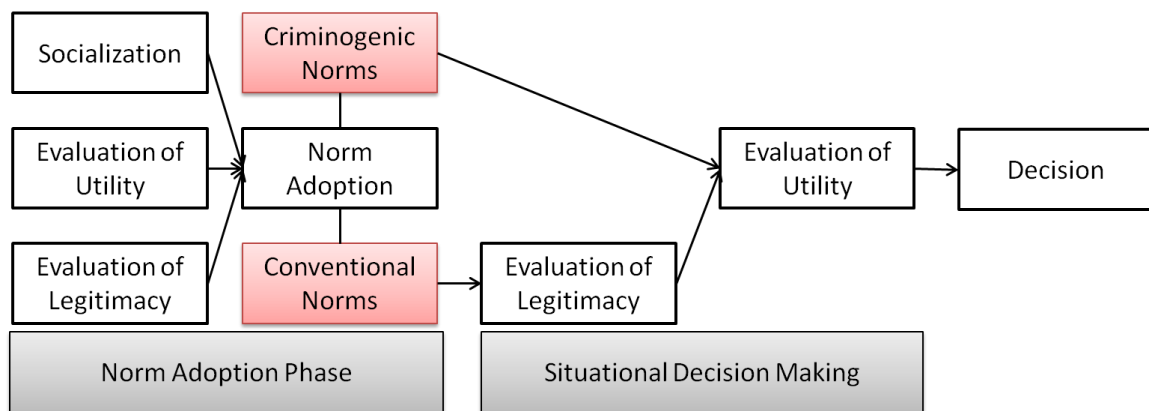 Socialization
Criminogenic
Norms
Evaluation of
Utility
Norm
Adoption
Evaluation of
Utility
Decision
Evaluation of
Legitimacy
Conventional
Norms
Evaluation of
Legitimacy
Norm Adoption Phase
Situational Decision Making